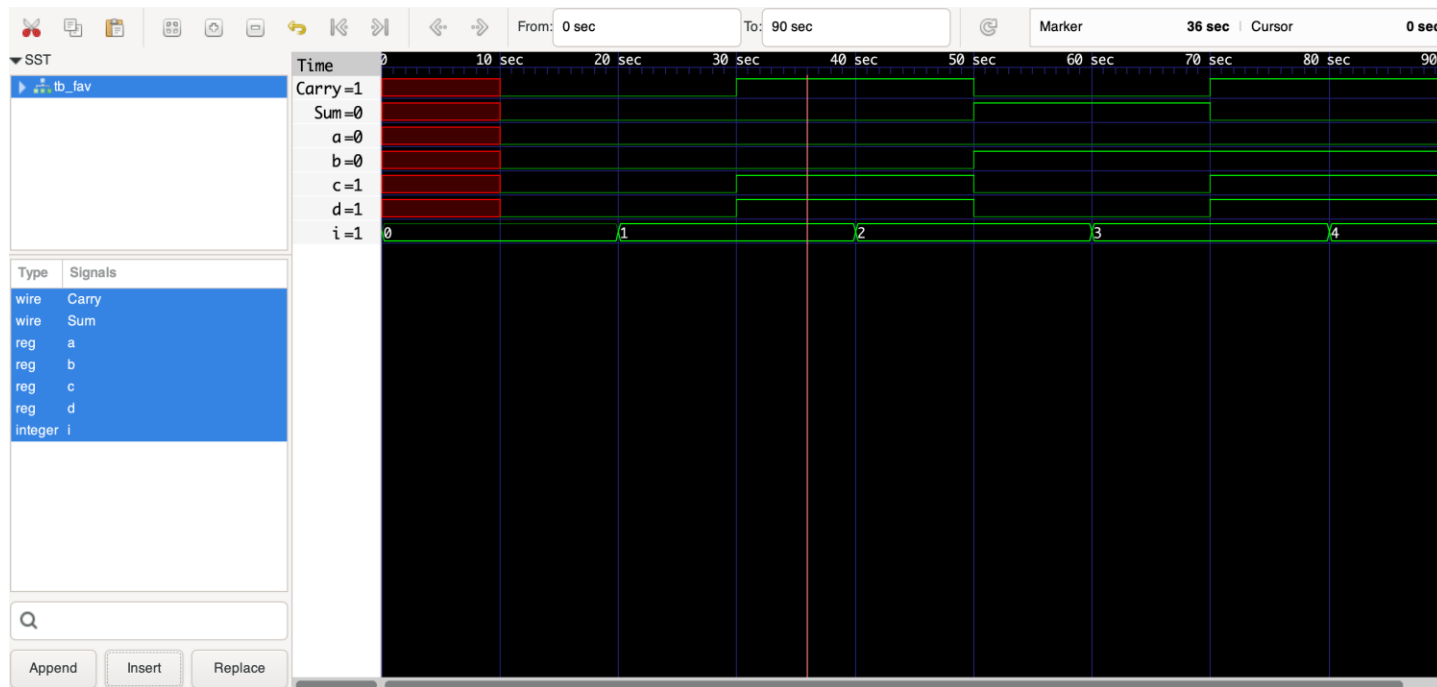 From: 0 sec To: 90 sec Marker 36 sec Cursor 0 sec
SST
tb_fav
Type Signals
wire Carry
wire Sum
reg a
reg b
reg c
reg d
integer i
Append Insert Replace
Time 0 10 sec 20 sec 30 sec 40 sec 50 sec 60 sec 70 sec 80 sec 90
Carry=1
Sum=0
a=0
b=0
c=1
d=1
i=1 0 1 2 3 4